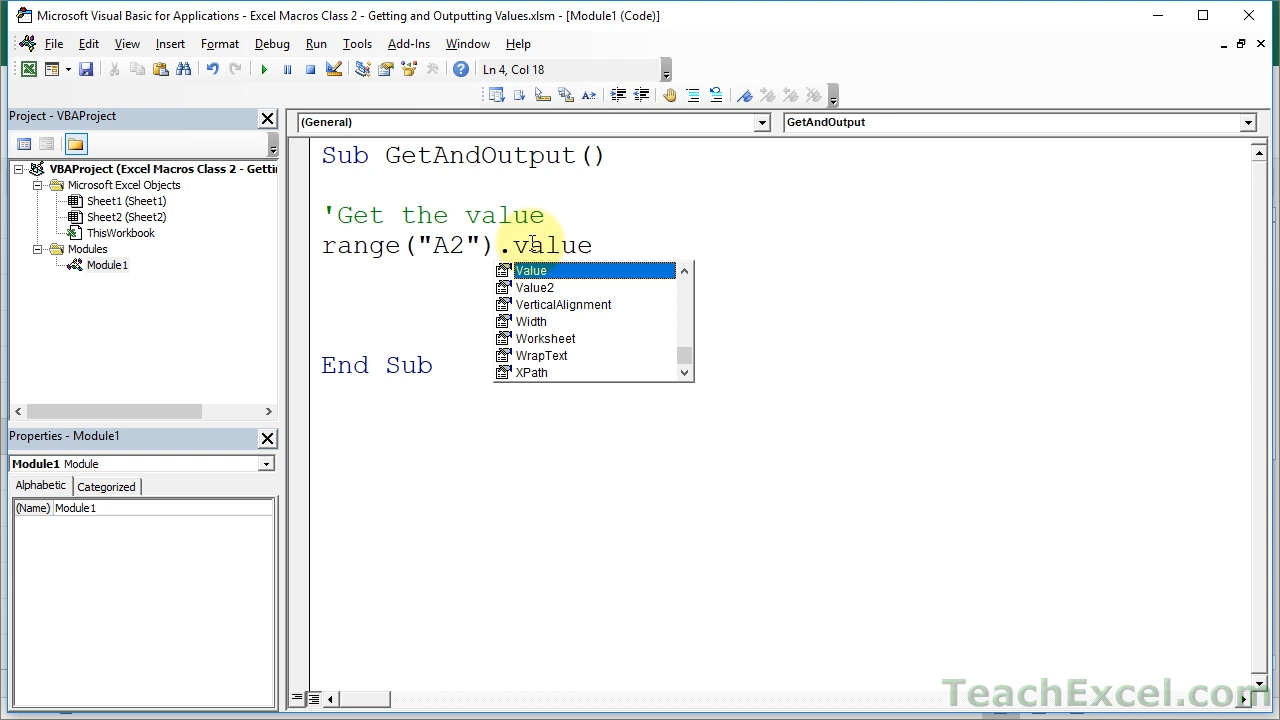 Microsoft Visual Basic for Applications - Excel Macros Class 2 - Getting and Outputting Values.xlsm - [Module1 (Code)]
File Edit View Insert Format Debug Run Tools Add-Ins Window Help
Ln 4, Col 18
Project - VBAProject
VBAProject (Excel Macros Class 2 - Getti
Microsoft Excel Objects
Sheet1 (Sheet1)
Sheet2 (Sheet2)
ThisWorkbook
Modules
Module1
Properties - Module1
Module1 Module
Alphabetic Categorized
(Name) Module1
(General) GetAndOutput
Sub GetAndOutput()
'Get the value
range("A2").value
Value
Value2
VerticalAlignment
Width
Worksheet
WrapText
XPath
End Sub
TeachExcel.com